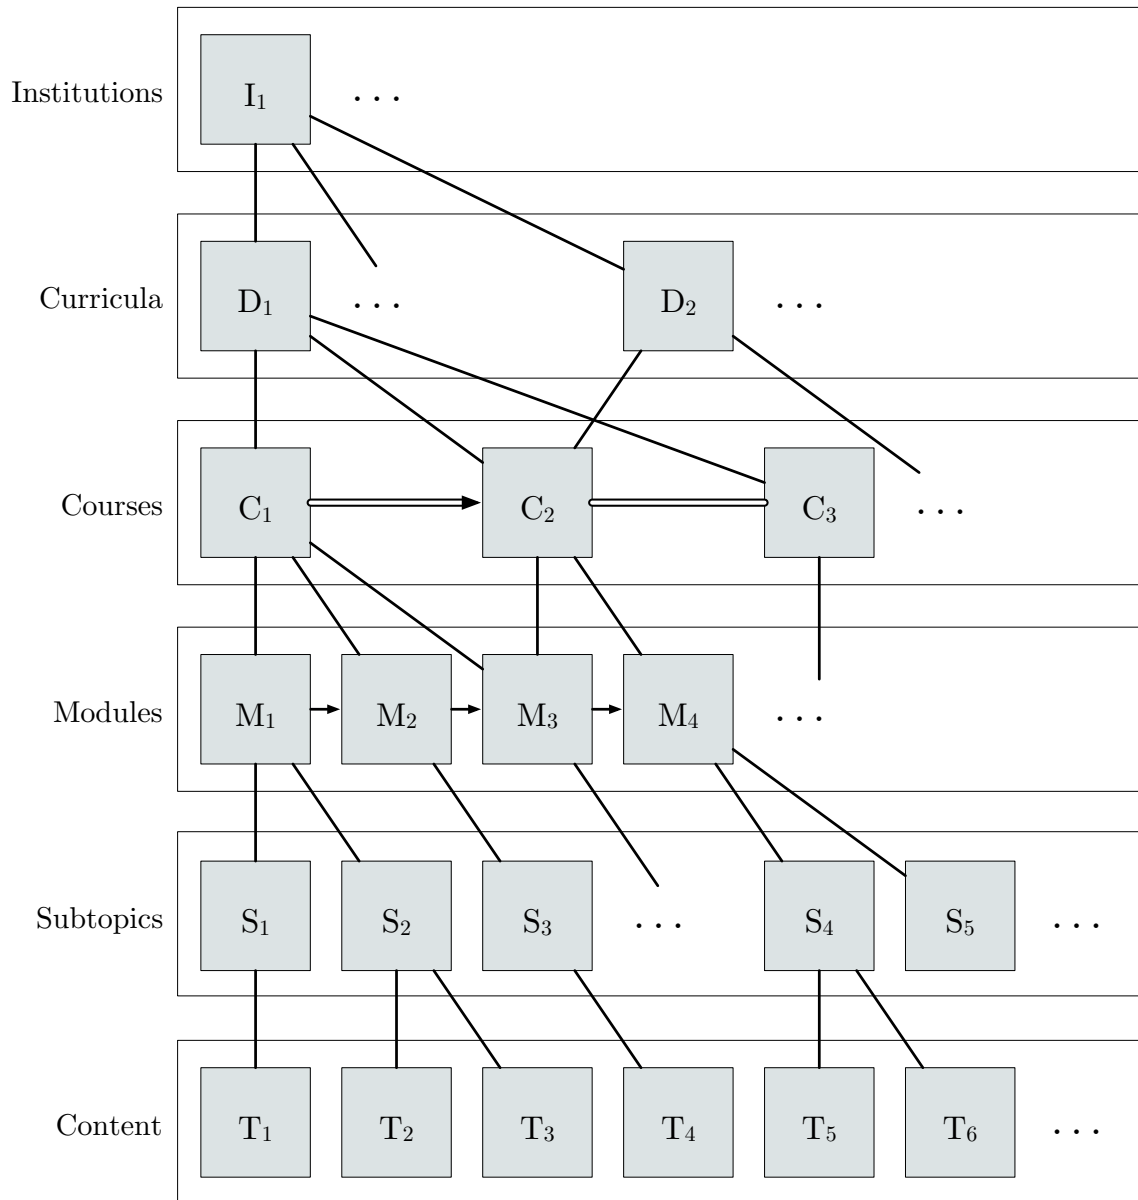 Institutions I₁ ...
Curricula D₁ ... D₂ ...
Courses C₁ C₂ C₃ ...
Modules M₁ M₂ M₃ M₄ ...
Subtopics S₁ S₂ S₃ ... S₄ S₅ ...
Content T₁ T₂ T₃ T₄ T₅ T₆ ...